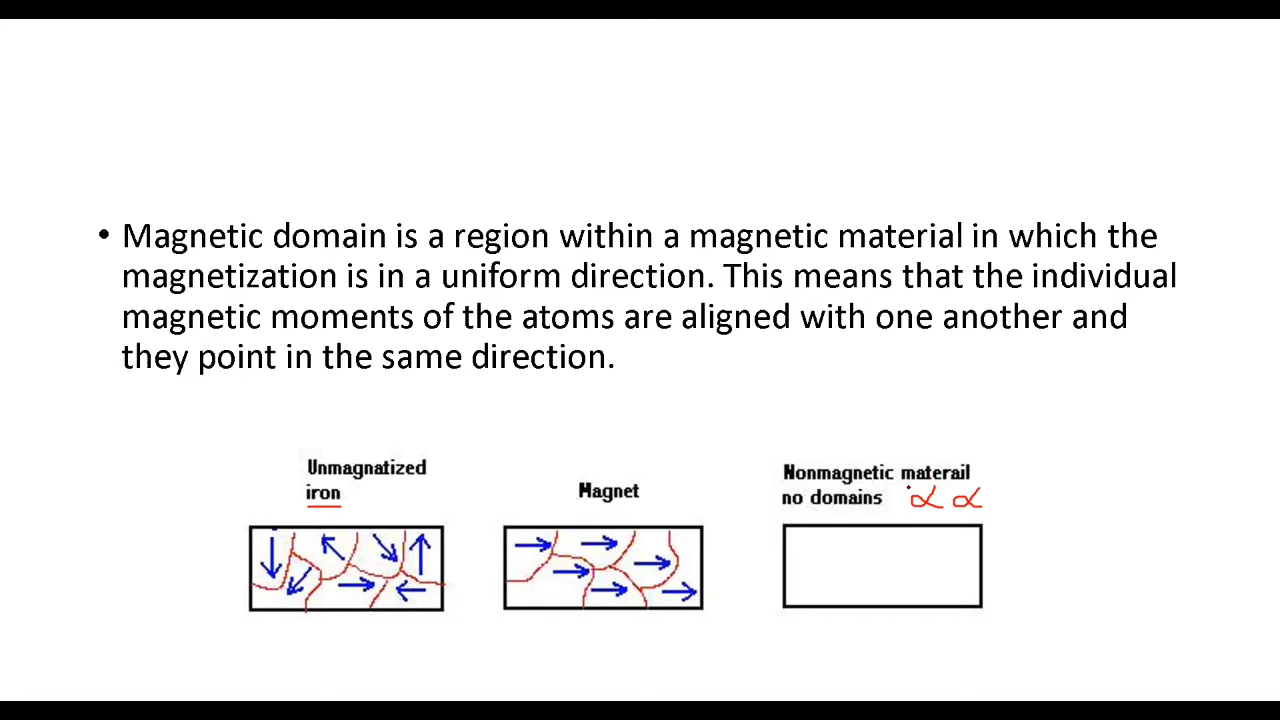 • Magnetic domain is a region within a magnetic material in which the
magnetization is in a uniform direction. This means that the individual
magnetic moments of the atoms are aligned with one another and
they point in the same direction.
Unmagnatized
iron
Magnet
Nonmagnetic materail
no domains